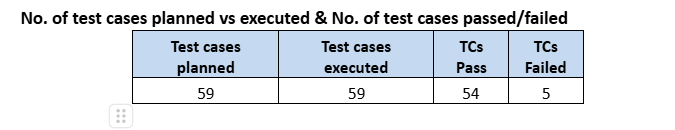 No. of test cases planned vs executed & No. of test cases passed/failed
Test cases planned | Test cases executed | TCs Pass | TCs Failed
59 | 59 | 54 | 5